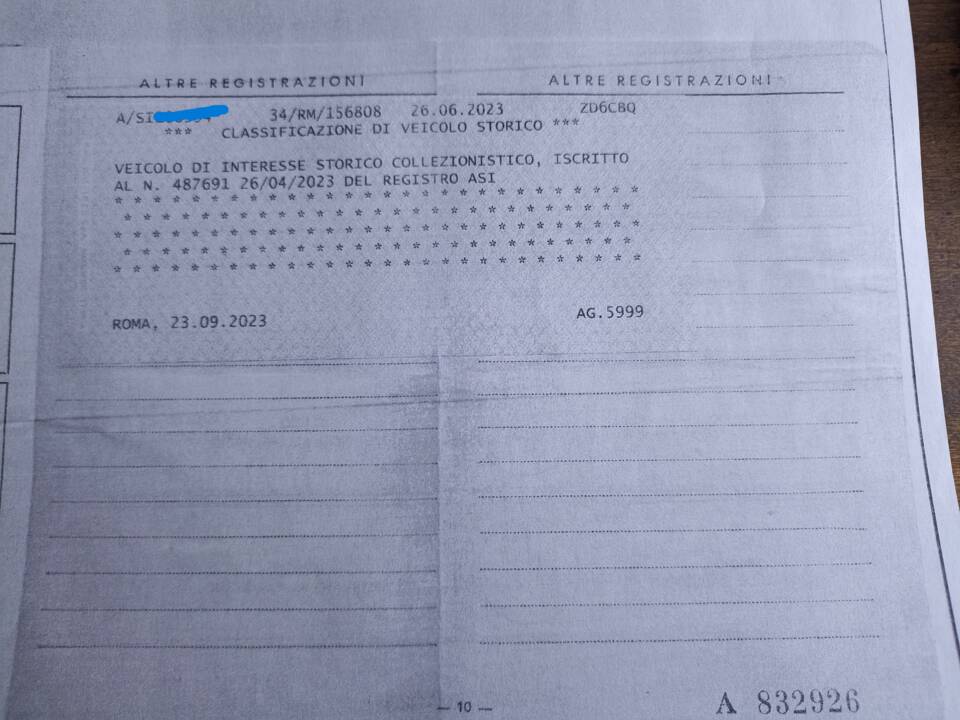 ALTRE REGISTRAZIONI
ALTRE REGISTRAZIONI
A/SI 34/RM/156808 26.06.2023 ZD6CBQ
*** CLASSIFICAZIONE DI VEICOLO STORICO ***
VEICOLO DI INTERESSE STORICO COLLEZIONISTICO, ISCRITTO
AL N. 487691 26/04/2023 DEL REGISTRO ASI
* * * * * * * * * * * * * * * * * * * * * * * * * * * *
* * * * * * * * * * * * * * * * * * * * * * * * * * *
* * * * * * * * * * * * * * * * * * * * * * * * * * * *
* * * * * * * * * * * * * * * * * * * * * * * * * * *
* * * * * * * * * * * * * * * * * * * * * * * * * * * *
ROMA, 23.09.2023 AG.5999
— 10 —
A 832926